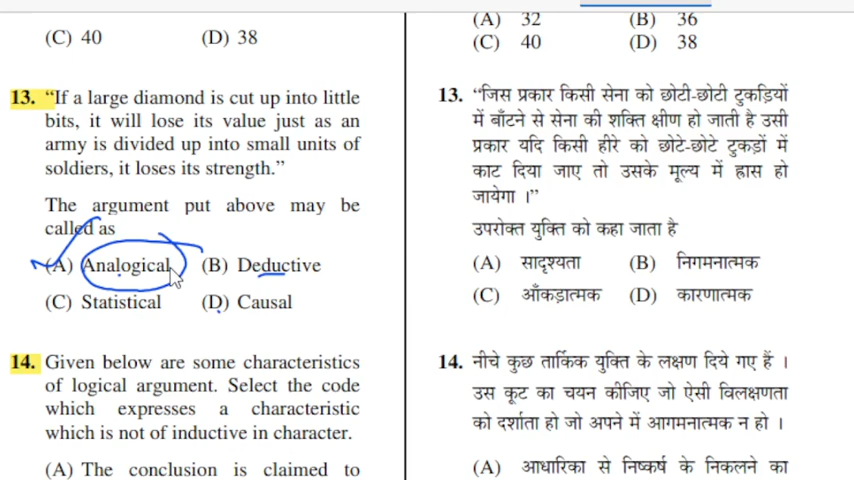 (C) 40 (D) 38
13. “If a large diamond is cut up into little
bits, it will lose its value just as an
army is divided up into small units of
soldiers, it loses its strength.”
The argument put above may be
called as
(A) Analogical (B) Deductive
(C) Statistical (D) Causal
14. Given below are some characteristics
of logical argument. Select the code
which expresses a characteristic
which is not of inductive in character.
(A) The conclusion is claimed to
(A) 32 (B) 36
(C) 40 (D) 38
13. “जिस प्रकार किसी सेना को छोटी-छोटी टुकड़ियों
में बाँटने से सेना की शक्ति क्षीण हो जाती है उसी
प्रकार यदि किसी हीरे को छोटे-छोटे टुकड़ों में
काट दिया जाए तो उसके मूल्य में ह्रास हो
जायेगा ।”
उपरोक्त युक्ति को कहा जाता है
(A) सादृश्यता (B) निगमनात्मक
(C) आँकड़ात्मक (D) कारणात्मक
14. नीचे कुछ तार्किक युक्ति के लक्षण दिये गए हैं ।
उस कूट का चयन कीजिए जो ऐसी विलक्षणता
को दर्शाता हो जो अपने में आगमनात्मक न हो ।
(A) आधारिका से निष्कर्ष के निकलने का